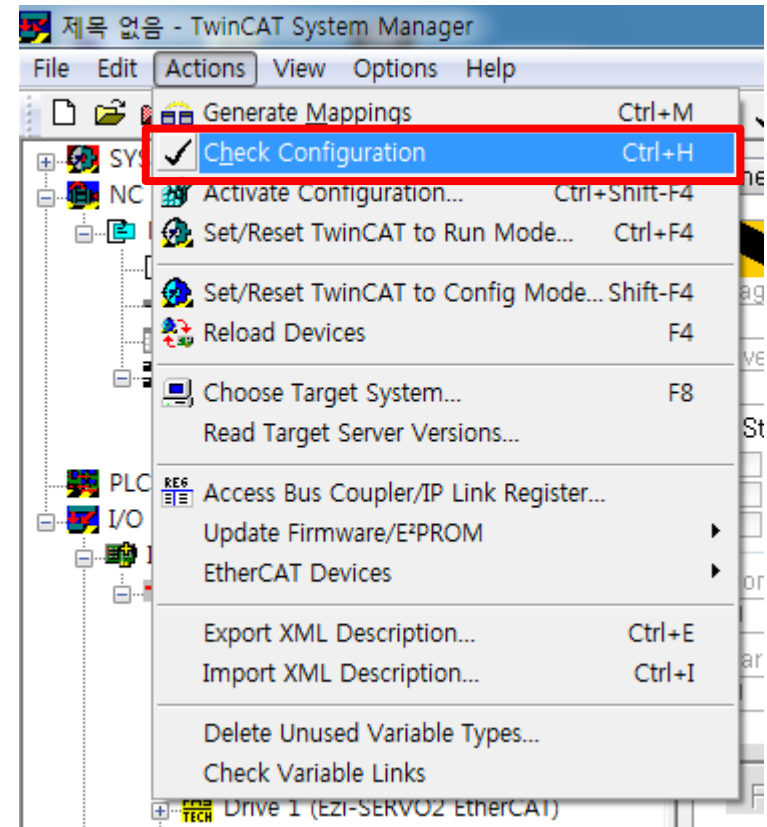 제목 없음 - TwinCAT System Manager
File Edit Actions View Options Help
Generate Mappings Ctrl+M
SYS
Check Configuration Ctrl+H
NC
Activate Configuration... Ctrl+Shift-F4
Set/Reset TwinCAT to Run Mode... Ctrl+F4
Set/Reset TwinCAT to Config Mode... Shift-F4
Reload Devices F4
Choose Target System... F8
Read Target Server Versions...
St
PLC
REG
Access Bus Coupler/IP Link Register...
I/O
Update Firmware/E²PROM
EtherCAT Devices
Export XML Description... Ctrl+E
Import XML Description... Ctrl+I
Delete Unused Variable Types...
Check Variable Links
TECH
Drive 1 (Ezi-SERVO2 EtherCAT)